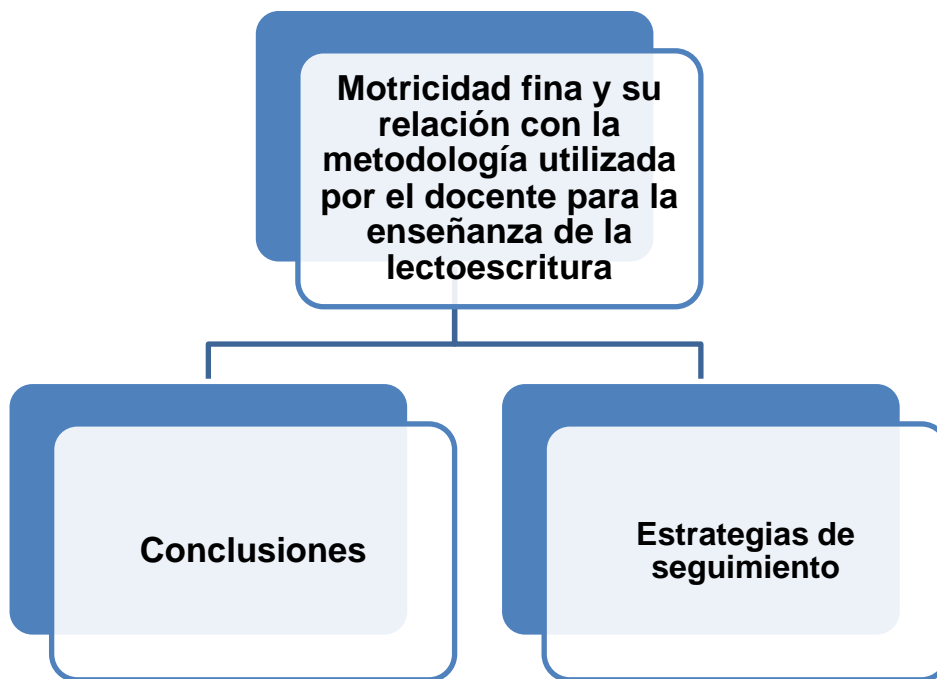 Motricidad fina y su
relación con la
metodología utilizada
por el docente para la
enseñanza de la
lectoescritura
Conclusiones
Estrategias de
seguimiento